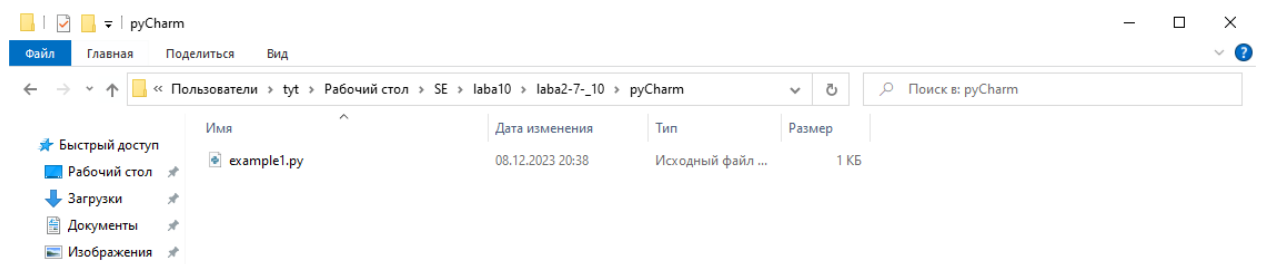 pyCharm
Файл Главная Поделиться Вид
« Пользователи › tyt › Рабочий стол › SE › laba10 › laba2-7-_10 › pyCharm Поиск в: pyCharm
Имя Дата изменения Тип Размер
Быстрый доступ
example1.py 08.12.2023 20:38 Исходный файл ... 1 КБ
Рабочий стол
Загрузки
Документы
Изображения